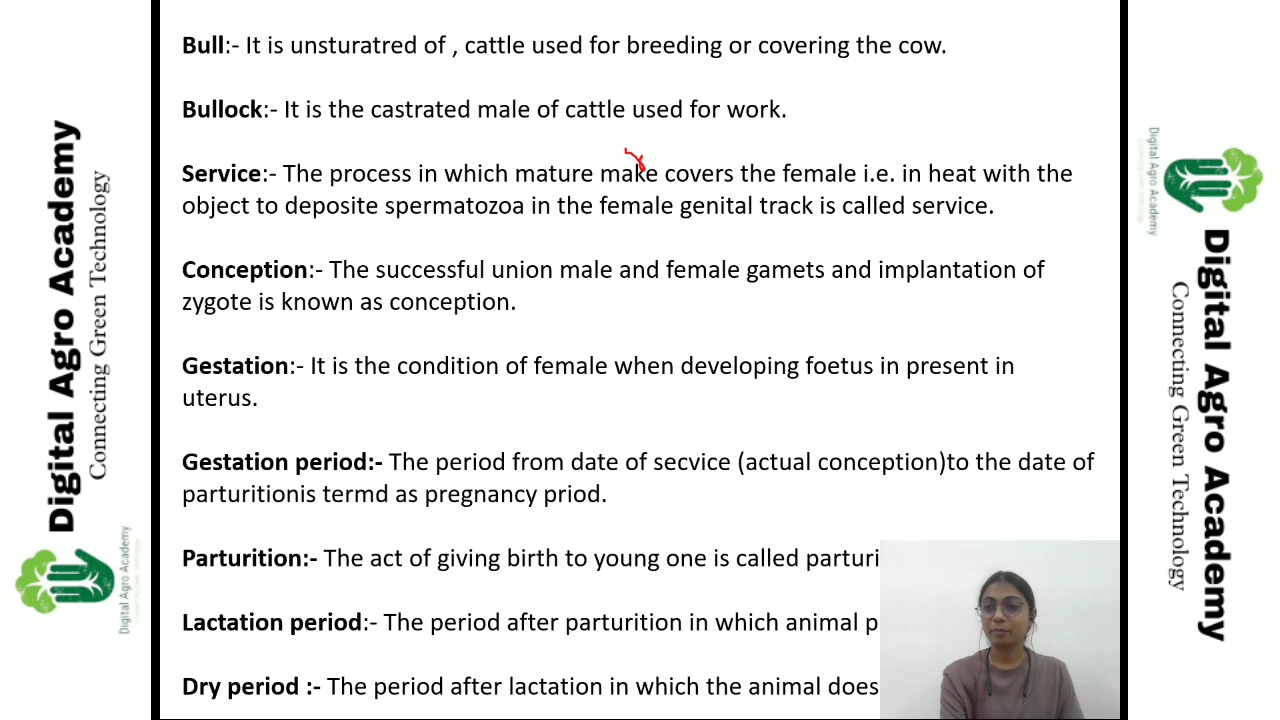 Bull:- It is unsturatred of , cattle used for breeding or covering the cow.
Bullock:- It is the castrated male of cattle used for work.
Service:- The process in which mature make covers the female i.e. in heat with the
object to deposite spermatozoa in the female genital track is called service.
Conception:- The successful union male and female gamets and implantation of
zygote is known as conception.
Gestation:- It is the condition of female when developing foetus in present in
uterus.
Gestation period:- The period from date of secvice (actual conception)to the date of
parturitionis termd as pregnancy priod.
Parturition:- The act of giving birth to young one is called parturi
Lactation period:- The period after parturition in which animal p
Dry period :- The period after lactation in which the animal does
Digital Agro Academy
Connecting Green Technology
Digital Agro Academy
Digital Agro Academy
Connecting Green Technology
Digital Agro Academy